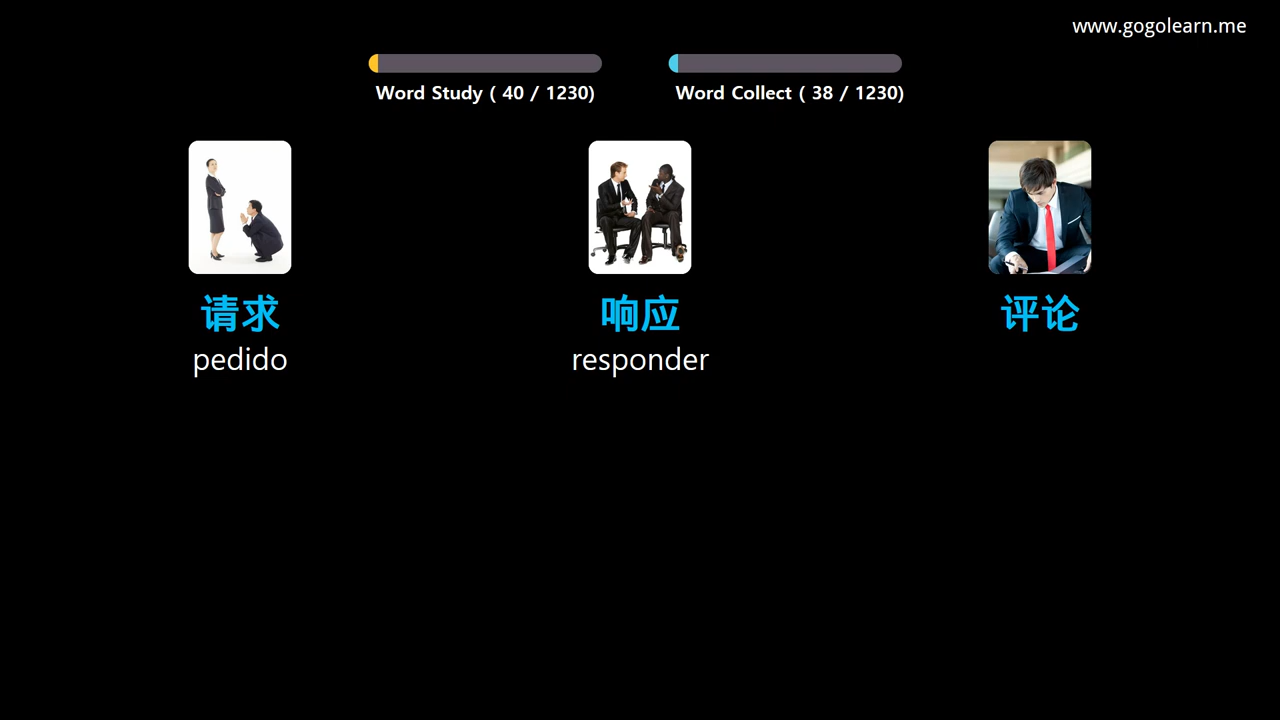 www.gogolearn.me
Word Study ( 40 / 1230)
Word Collect ( 38 / 1230)
请求
响应
评论
pedido
responder